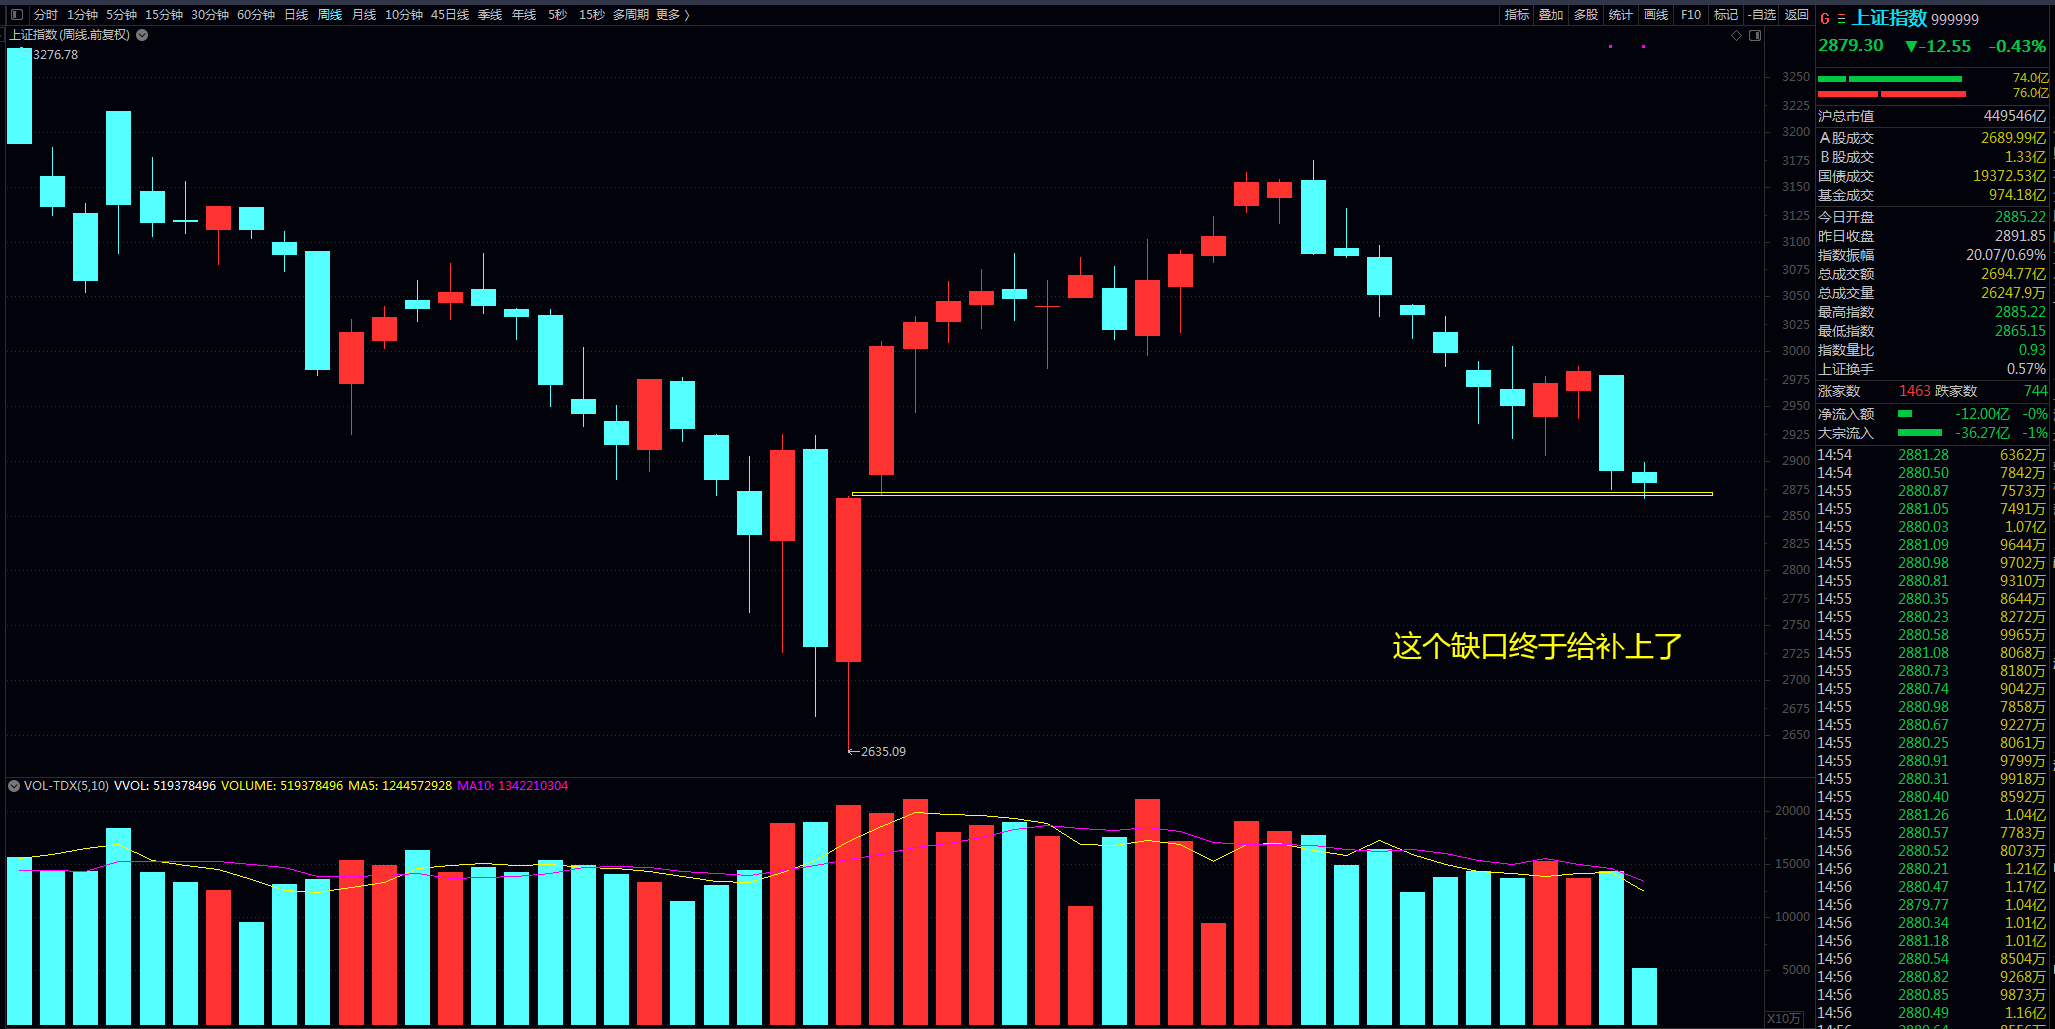 分时 1分钟 5分钟 15分钟 30分钟 60分钟 日线 周线 月线 10分钟 45日线 季线 年线 5秒 15秒 多周期 更多 〉
指标 叠加 多股 统计 画线 F10 标记 -自选 返回
上证指数(周线.前复权)
3276.78
3250
3225
3200
3175
3150
3125
3100
3075
3050
3025
3000
2975
2950
2925
2900
2875
2850
2825
2800
2775
2750
2725
2700
2675
2650
这个缺口终于给补上了
←2635.09
VOL-TDX(5,10) VVOL: 519378496 VOLUME: 519378496 MA5: 1244572928 MA10: 1342210304
20000
15000
10000
5000
X10万
G 上证指数 999999
2879.30 ▼-12.55 -0.43%
74.0亿
76.0亿
沪总市值 449546亿
A股成交 2689.99亿
B股成交 1.33亿
国债成交 19372.53亿
基金成交 974.18亿
今日开盘 2885.22
昨日收盘 2891.85
指数振幅 20.07/0.69%
总成交额 2694.77亿
总成交量 26247.9万
最高指数 2885.22
最低指数 2865.15
指数量比 0.93
上证换手 0.57%
涨家数 1463 跌家数 744
净流入额 -12.00亿 -0%
大宗流入 -36.27亿 -1%
14:54 2881.28 6362万
14:54 2880.50 7842万
14:55 2880.87 7573万
14:55 2881.05 7491万
14:55 2880.03 1.07亿
14:55 2881.09 9644万
14:55 2880.98 9702万
14:55 2880.81 9310万
14:55 2880.35 8644万
14:55 2880.23 8272万
14:55 2880.58 9965万
14:55 2881.08 8068万
14:55 2880.73 8180万
14:55 2880.74 9042万
14:55 2880.98 7858万
14:55 2880.67 9227万
14:55 2880.25 8061万
14:55 2880.91 9799万
14:55 2880.31 9918万
14:55 2880.40 8592万
14:55 2881.26 1.04亿
14:55 2880.57 7783万
14:56 2880.52 8073万
14:56 2880.21 1.21亿
14:56 2880.47 1.17亿
14:56 2879.77 1.04亿
14:56 2880.34 1.01亿
14:56 2881.18 1.01亿
14:56 2880.54 8504万
14:56 2880.82 9268万
14:56 2880.85 9873万
14:56 2880.49 1.16亿